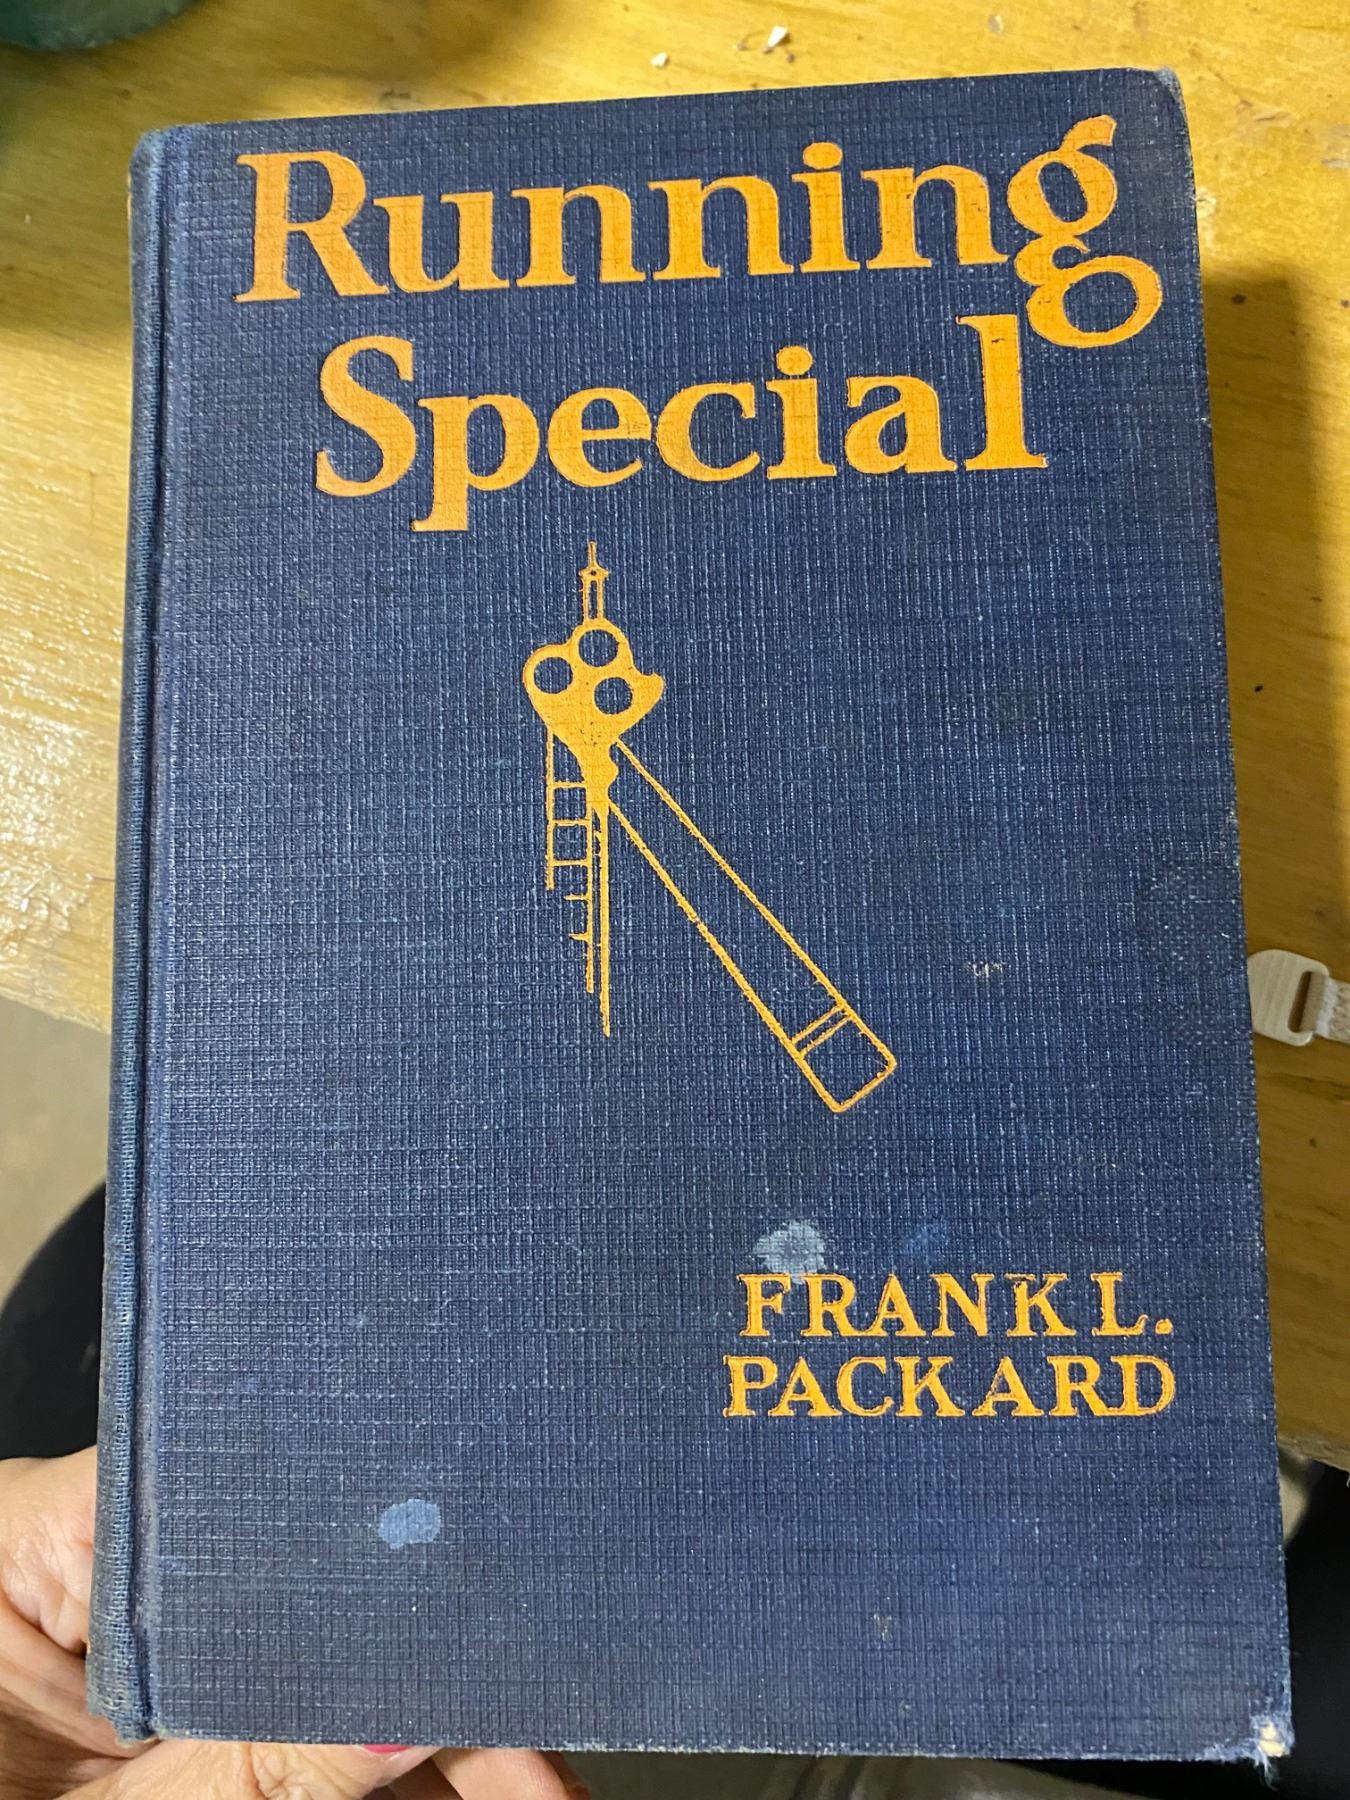 Running
Special
FRANK L.
PACKARD